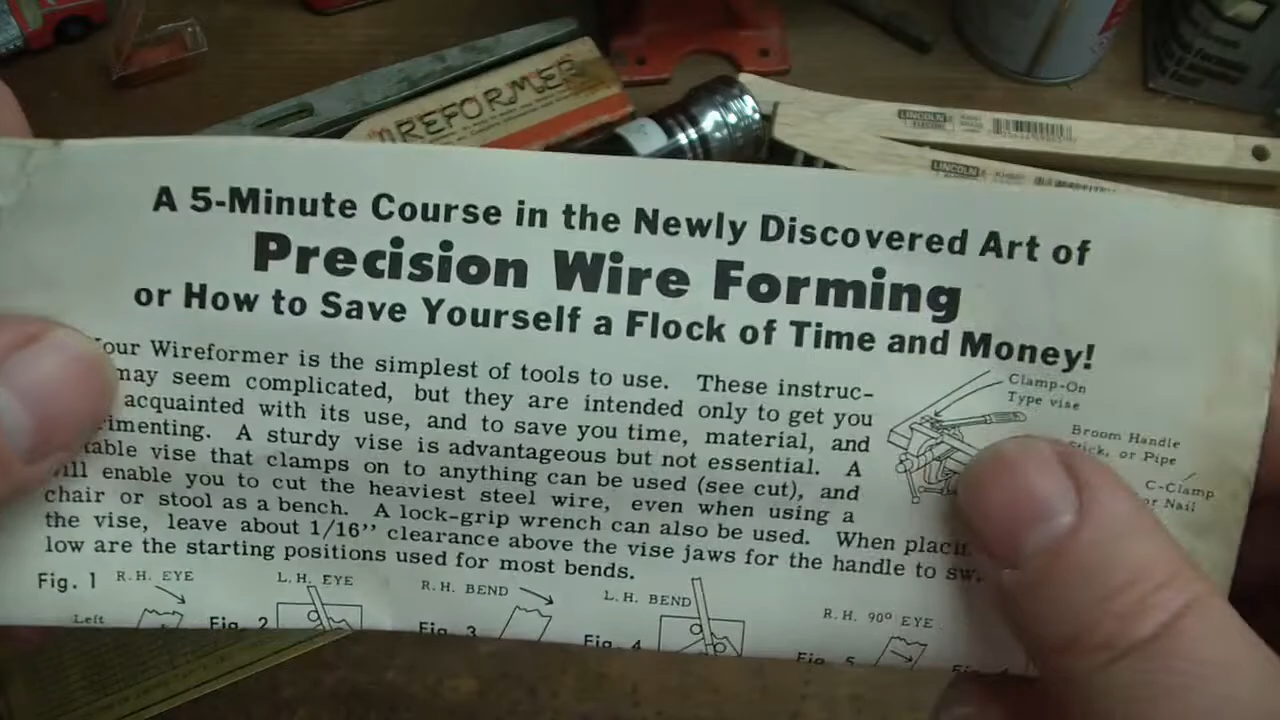 REFORMER
LINCOLN
ELECTRIC
LINCOLN
A 5-Minute Course in the Newly Discovered Art of
Precision Wire Forming
or How to Save Yourself a Flock of Time and Money!
our Wireformer is the simplest of tools to use. These instruc-
may seem complicated, but they are intended only to get you
acquainted with its use, and to save you time, material, and
rimenting. A sturdy vise is advantageous but not essential. A
table vise that clamps on to anything can be used (see cut), and
ill enable you to cut the heaviest steel wire, even when using a
chair or stool as a bench. A lock-grip wrench can also be used. When placi
the vise, leave about 1/16" clearance above the vise jaws for the handle to sw
low are the starting positions used for most bends.
Clamp-On
Type vise
Broom Handle
Stick, or Pipe
C-Clamp
or Nail
Fig. 1 R.H. EYE L.H. EYE R.H. BEND L.H. BEND R.H. 90° EYE
Left Fig. 2 Fig. 3 Fig. 4 Fig. 5